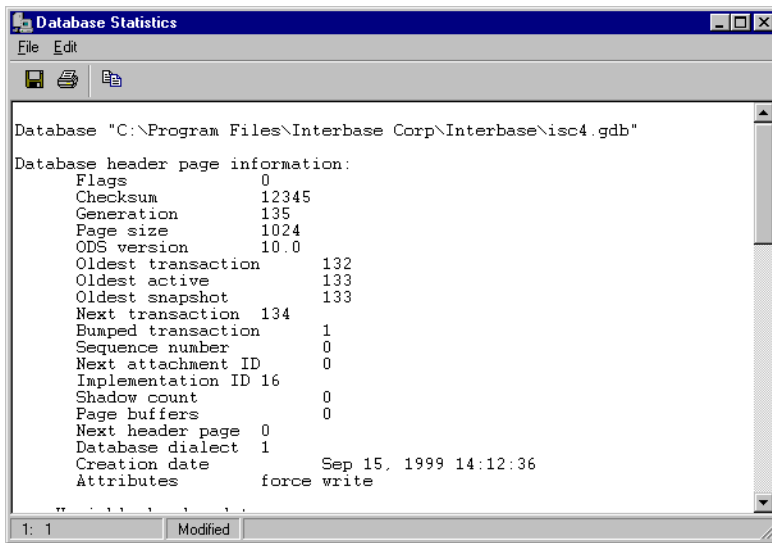 Database Statistics
File Edit
Database "C:\Program Files\Interbase Corp\Interbase\isc4.gdb"
Database header page information:
Flags 0
Checksum 12345
Generation 135
Page size 1024
ODS version 10.0
Oldest transaction 132
Oldest active 133
Oldest snapshot 133
Next transaction 134
Bumped transaction 1
Sequence number 0
Next attachment ID 0
Implementation ID 16
Shadow count 0
Page buffers 0
Next header page 0
Database dialect 1
Creation date Sep 15, 1999 14:12:36
Attributes force write
1: 1 Modified